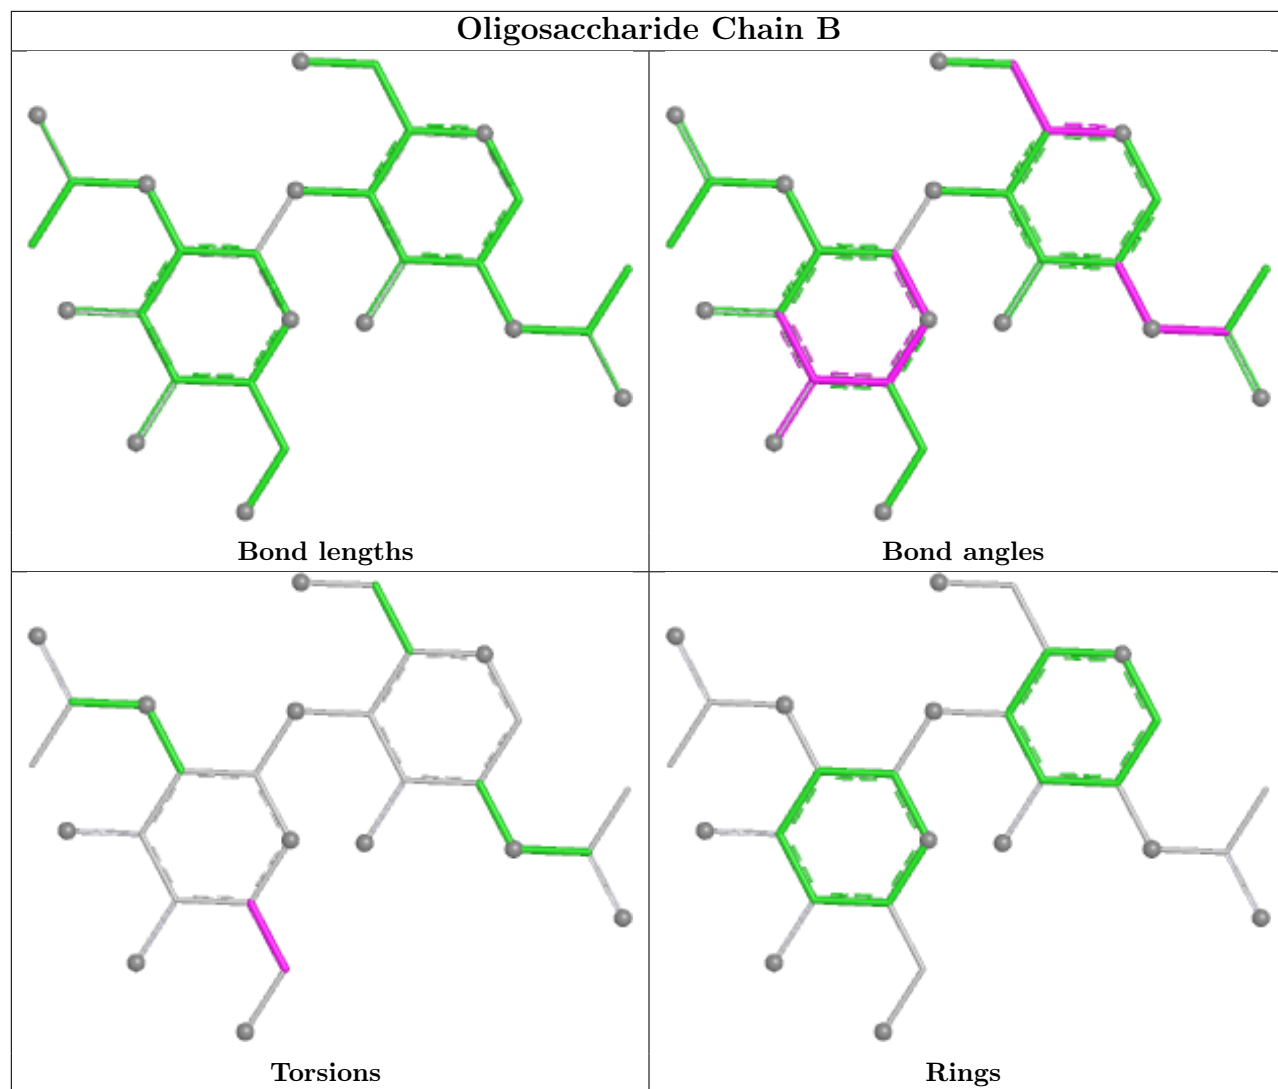 Oligosaccharide Chain B
Bond lengths
Bond angles
Torsions
Rings